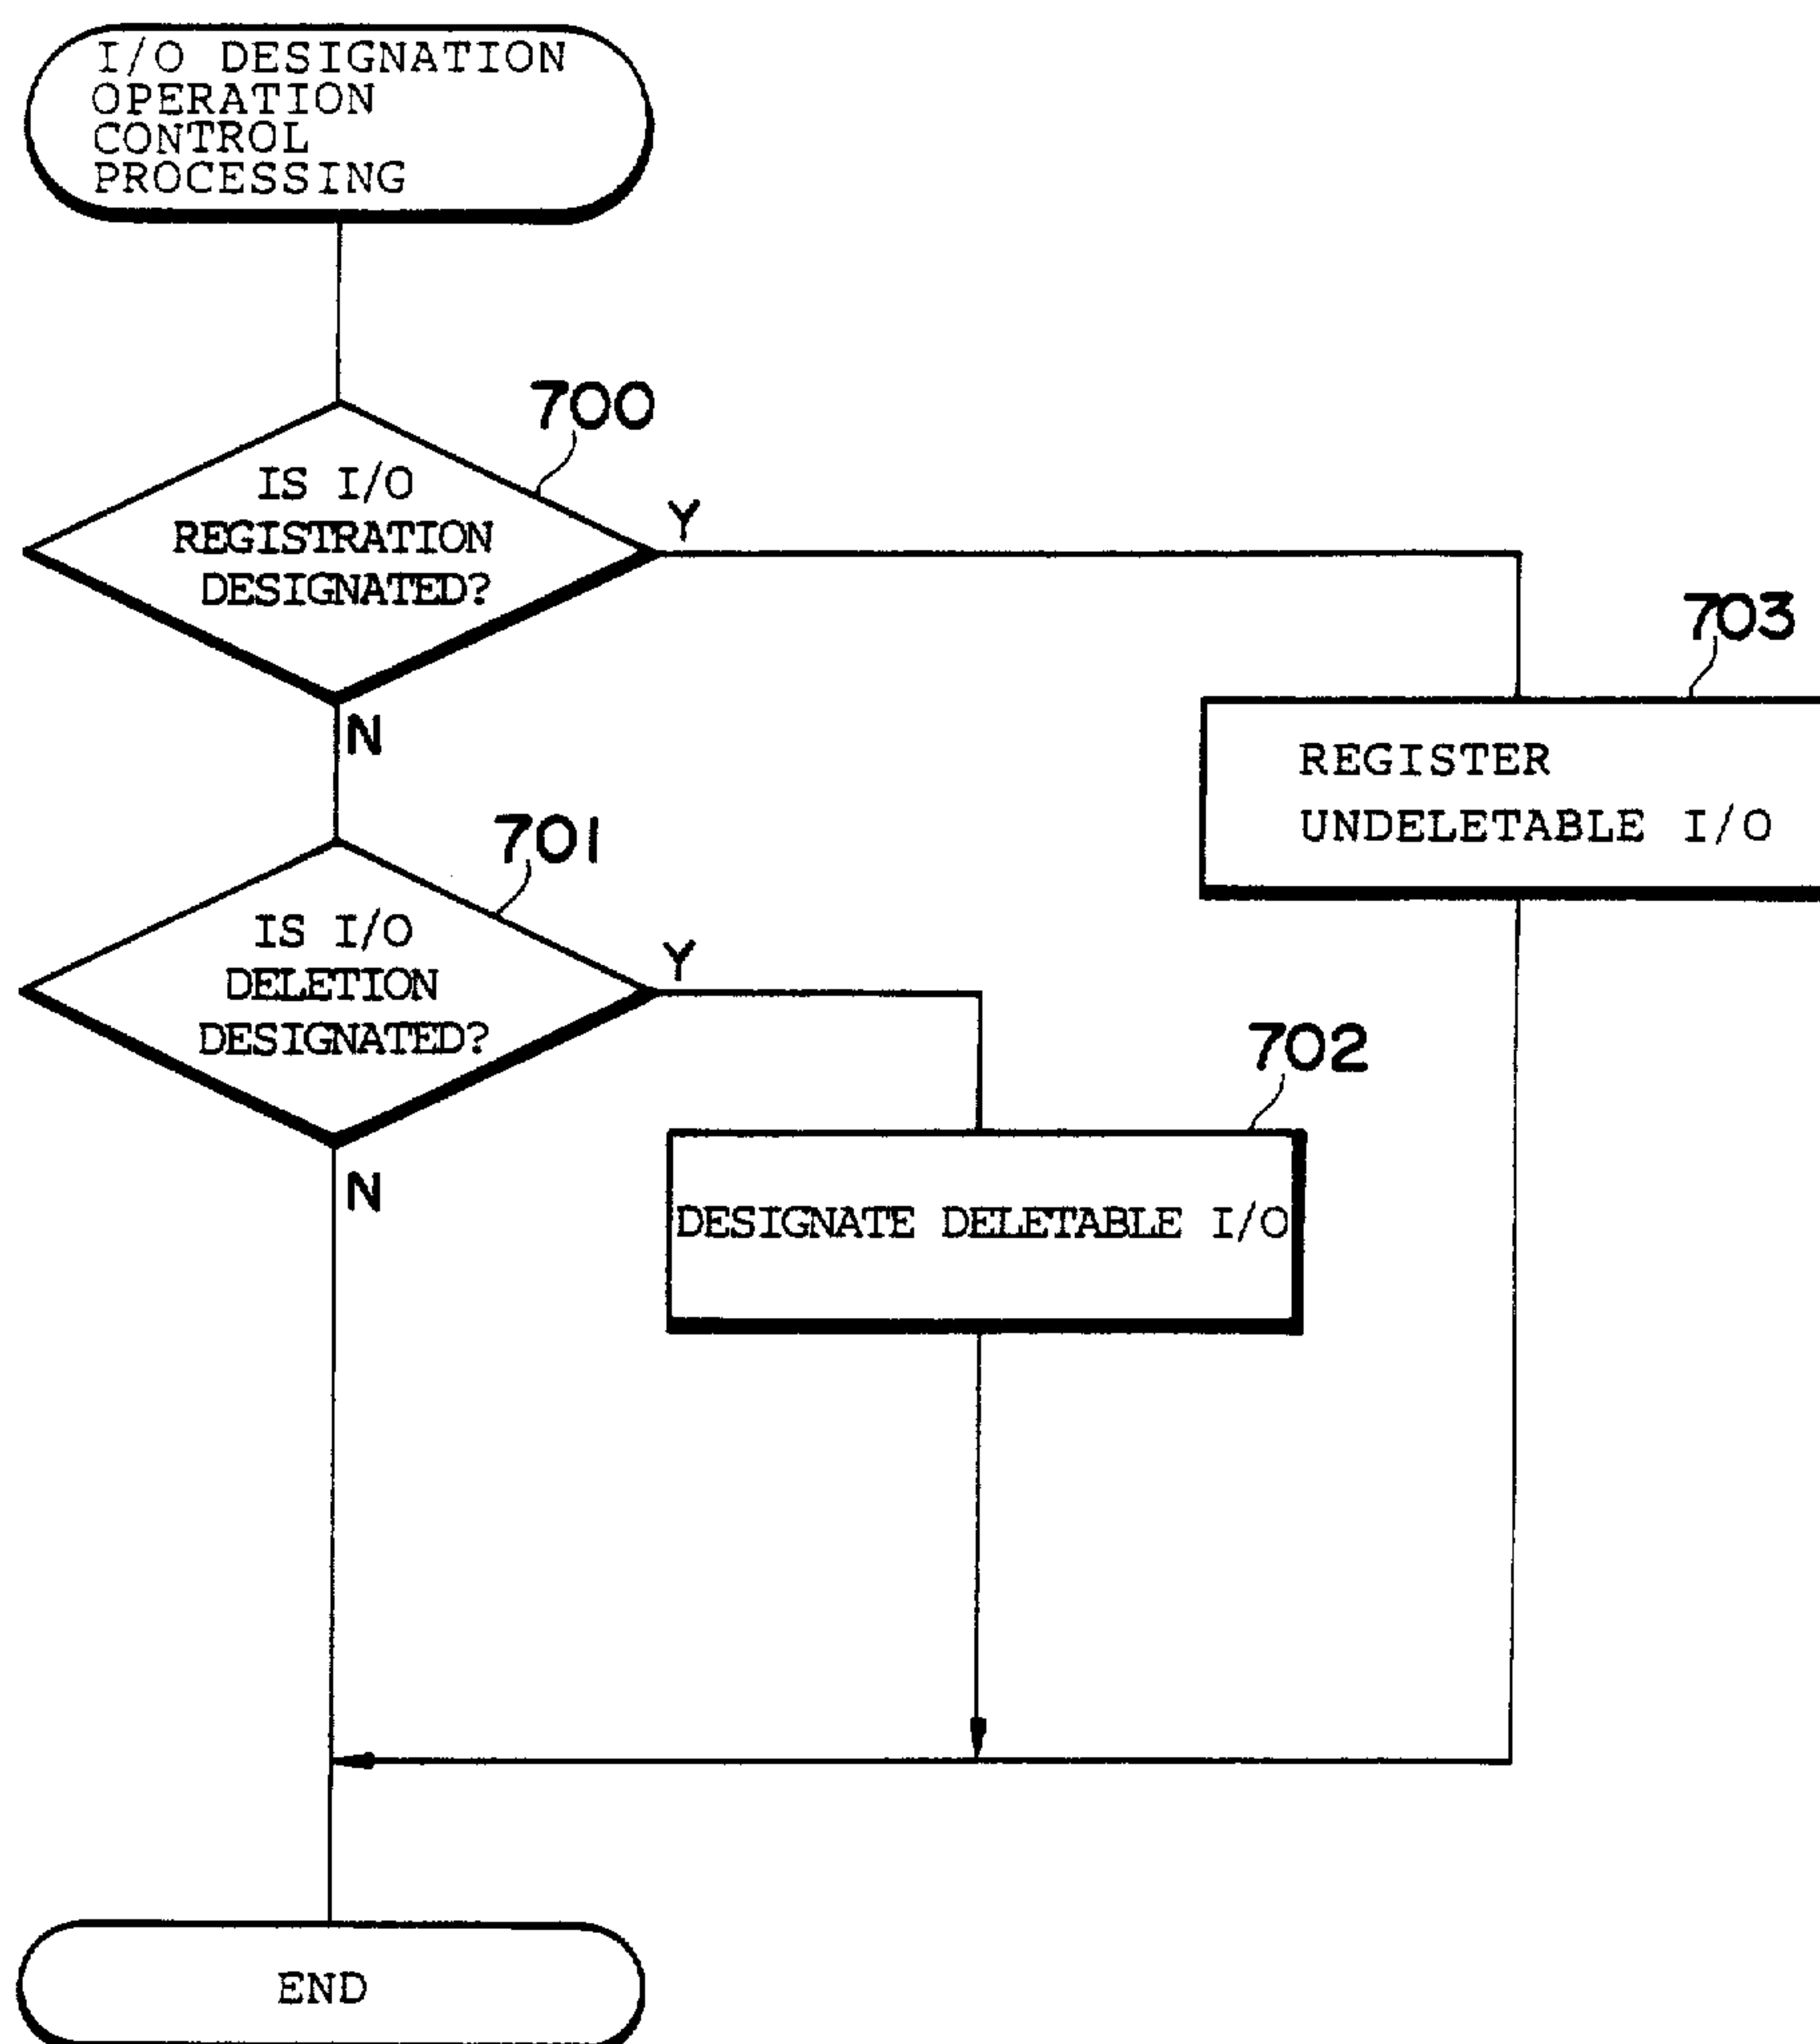 I/O DESIGNATION
OPERATION
CONTROL
PROCESSING
700
IS I/O
REGISTRATION
DESIGNATED?
Y
N
703
REGISTER
UNDELETABLE I/O
701
IS I/O
DELETION
DESIGNATED?
Y
N
702
DESIGNATE DELETABLE I/O
END